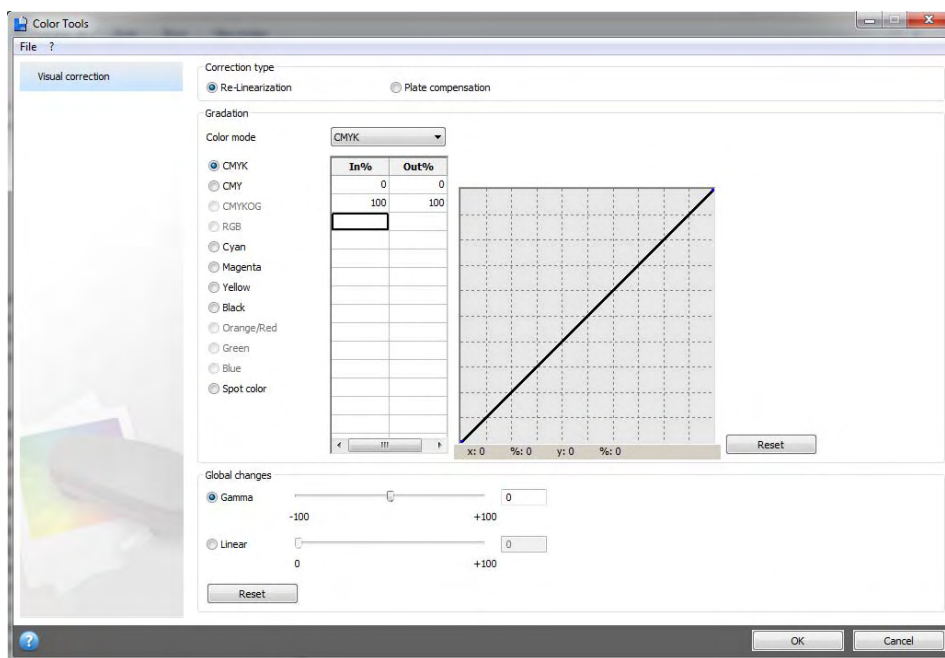 Color Tools
File ?
Visual correction
Correction type
Re-Linearization Plate compensation
Gradation
Color mode CMYK
In% Out%
0 0
100 100
CMYK
CMY
CMYKOG
RGB
Cyan
Magenta
Yellow
Black
Orange/Red
Green
Blue
Spot color
x: 0 %: 0 y: 0 %: 0
Reset
Global changes
Gamma 0
-100 +100
Linear 0
0 +100
Reset
OK Cancel